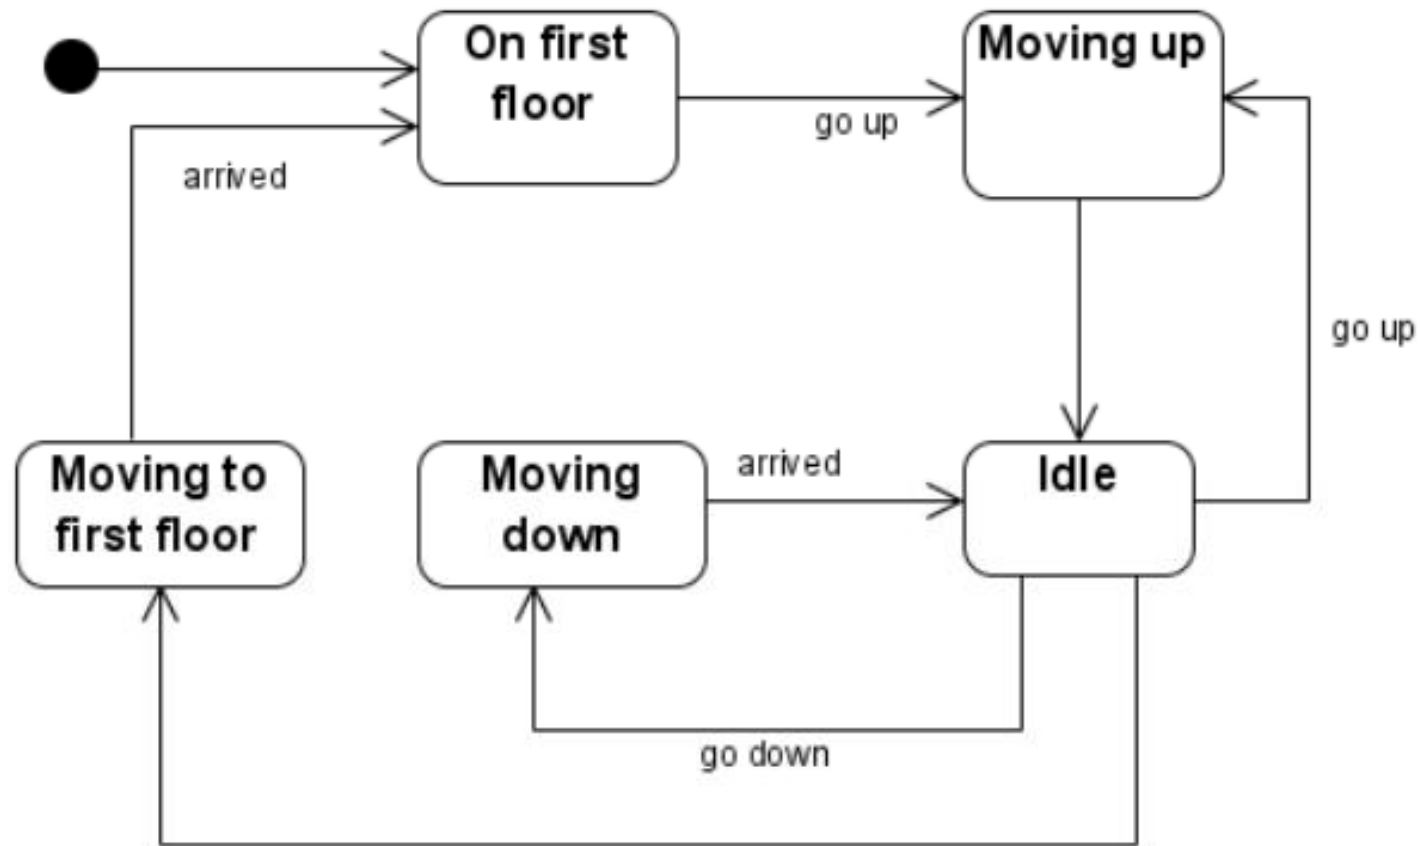 On first
floor
Moving up
go up
arrived
go up
Moving to
first floor
Moving
down
arrived
Idle
go down